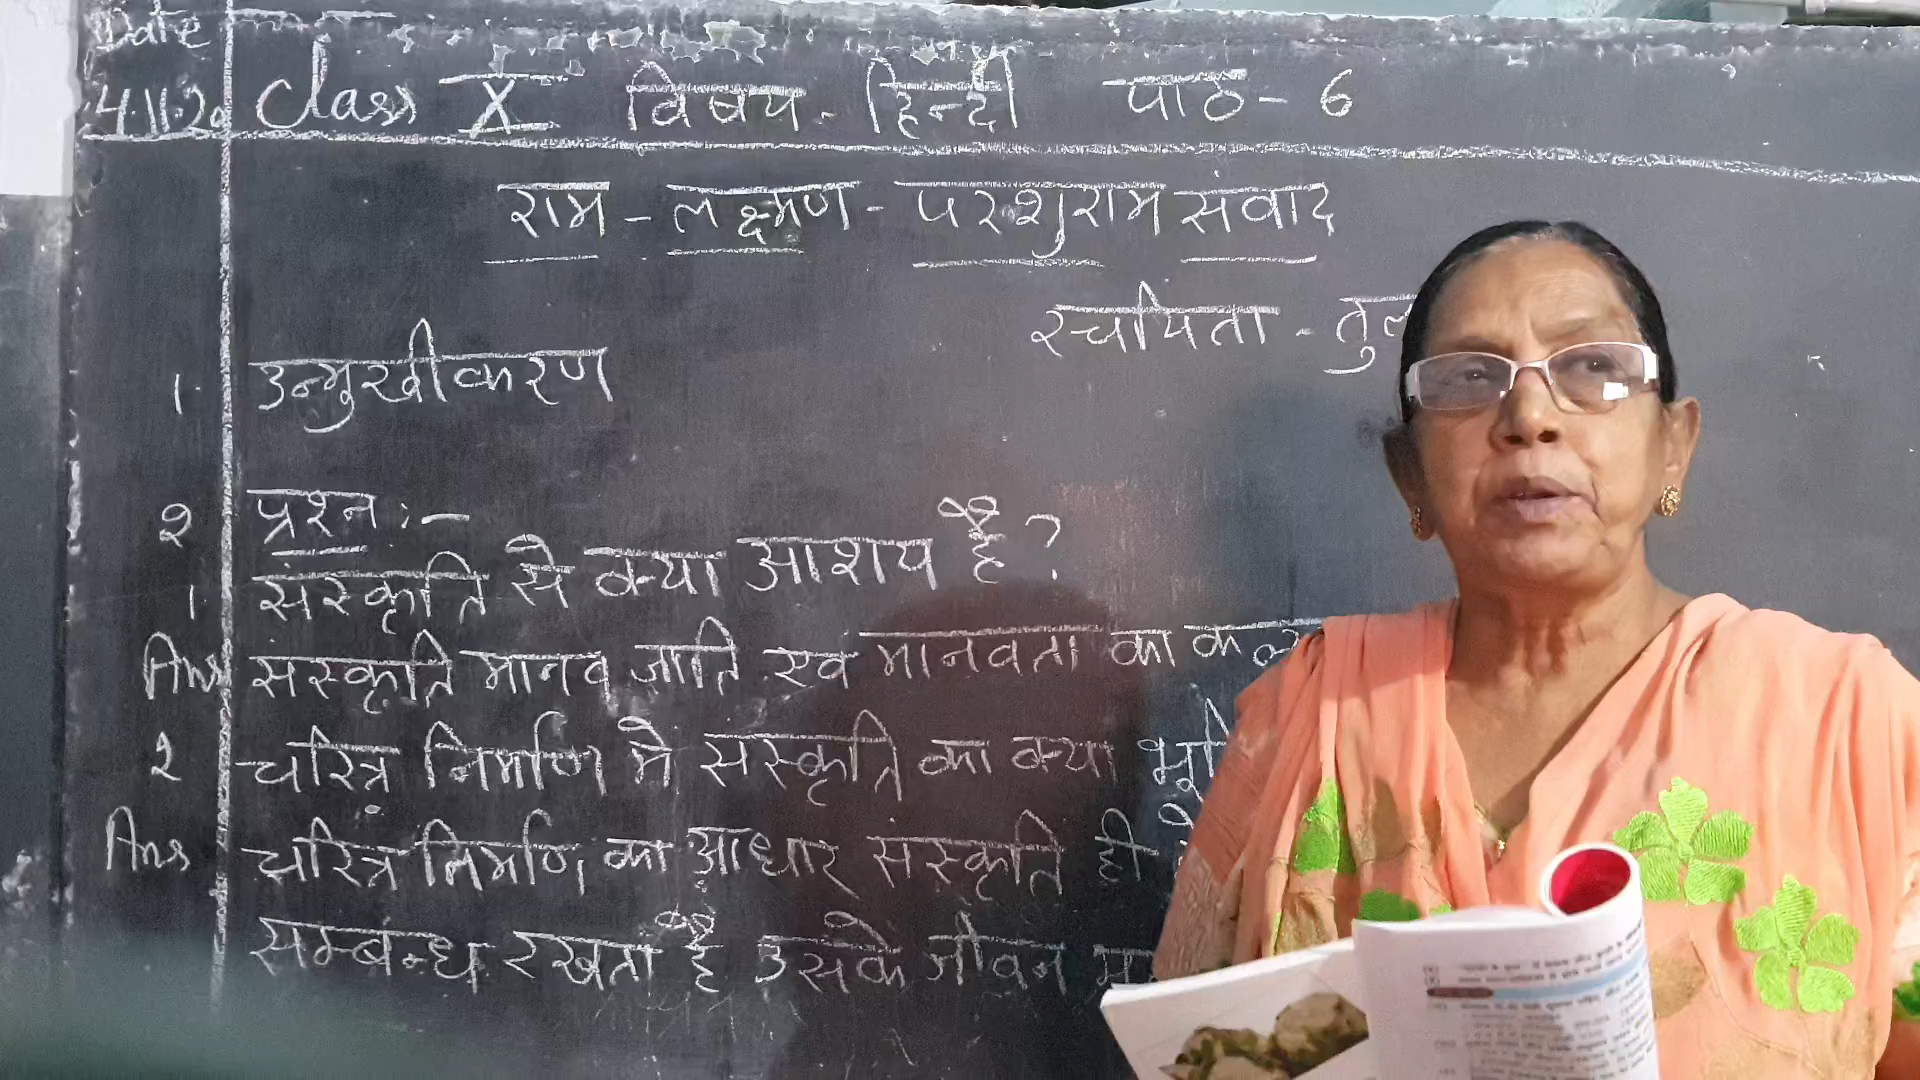 Date
4.11.20 Class X विषय - हिन्दी पाठ - 6
राम - लक्ष्मण - परशुराम संवाद
रचयिता -
1. उन्मुखीकरण
2 प्रश्न :-
1. संस्कृति से क्या आशय है ?
Ans संस्कृति मानव जाति एवं मानवता का
2 चरित्र निर्माण में संस्कृति का क्या
Ans चरित्र निर्माण का आधार संस्कृति ही
सम्बन्ध रखता है उसके जीवन